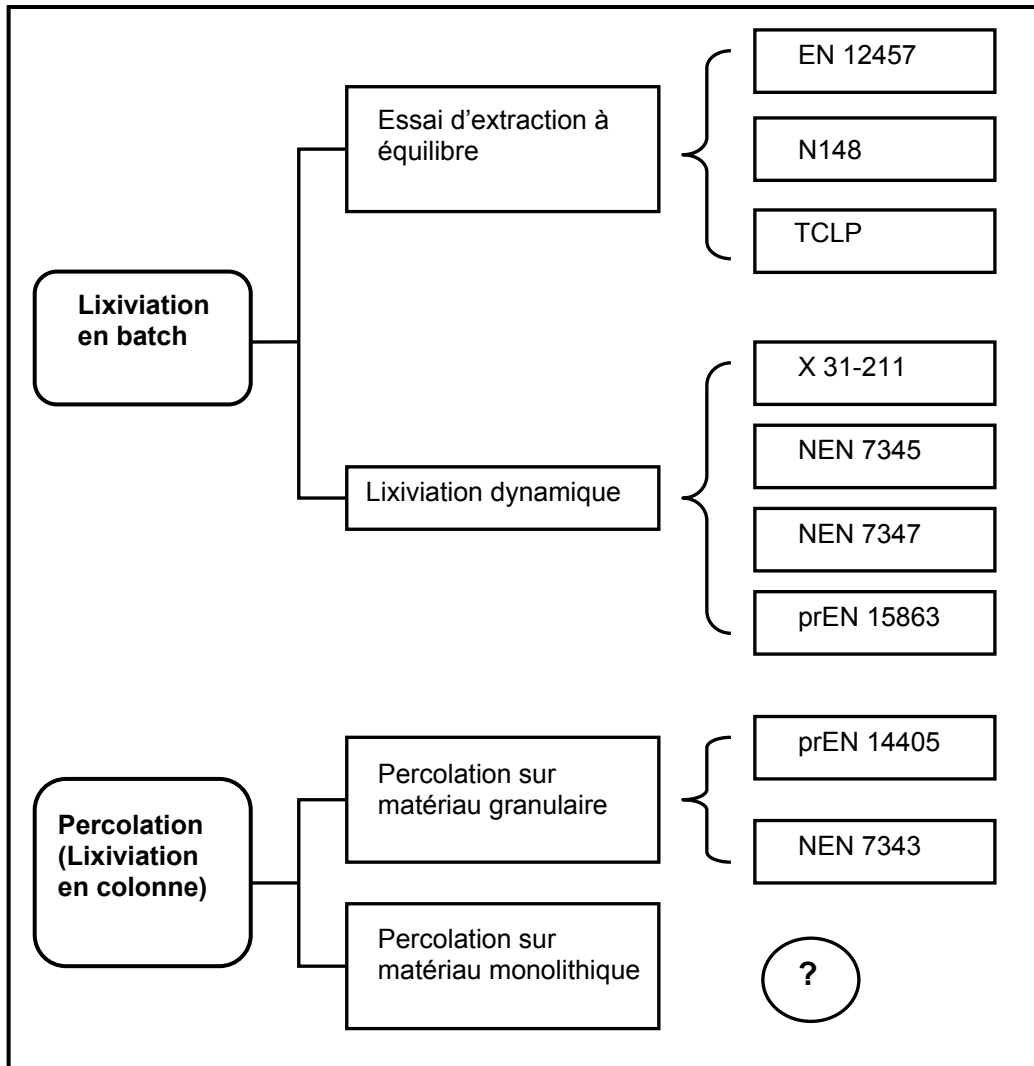 EN 12457
Essai d’extraction à
équilibre
N148
TCLP
Lixiviation
en batch
X 31-211
NEN 7345
Lixiviation dynamique
NEN 7347
prEN 15863
prEN 14405
Percolation sur
matériau granulaire
NEN 7343
Percolation
(Lixiviation
en colonne)
Percolation sur
matériau monolithique
?